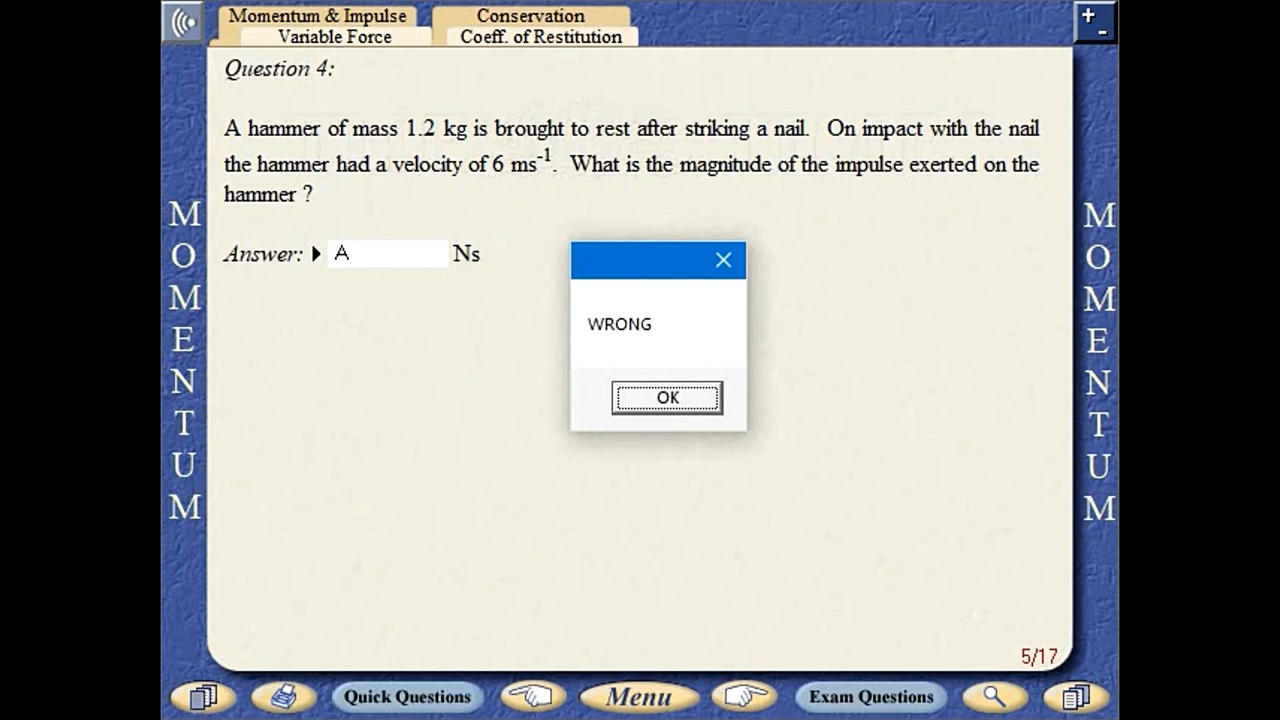 Momentum & Impulse
Conservation
Variable Force
Coeff. of Restitution
+
-
Question 4:
A hammer of mass 1.2 kg is brought to rest after striking a nail. On impact with the nail
the hammer had a velocity of 6 ms-1. What is the magnitude of the impulse exerted on the
hammer ?
Answer: A Ns
WRONG
OK
MOMENTUM
MOMENTUM
5/17
Quick Questions
Menu
Exam Questions